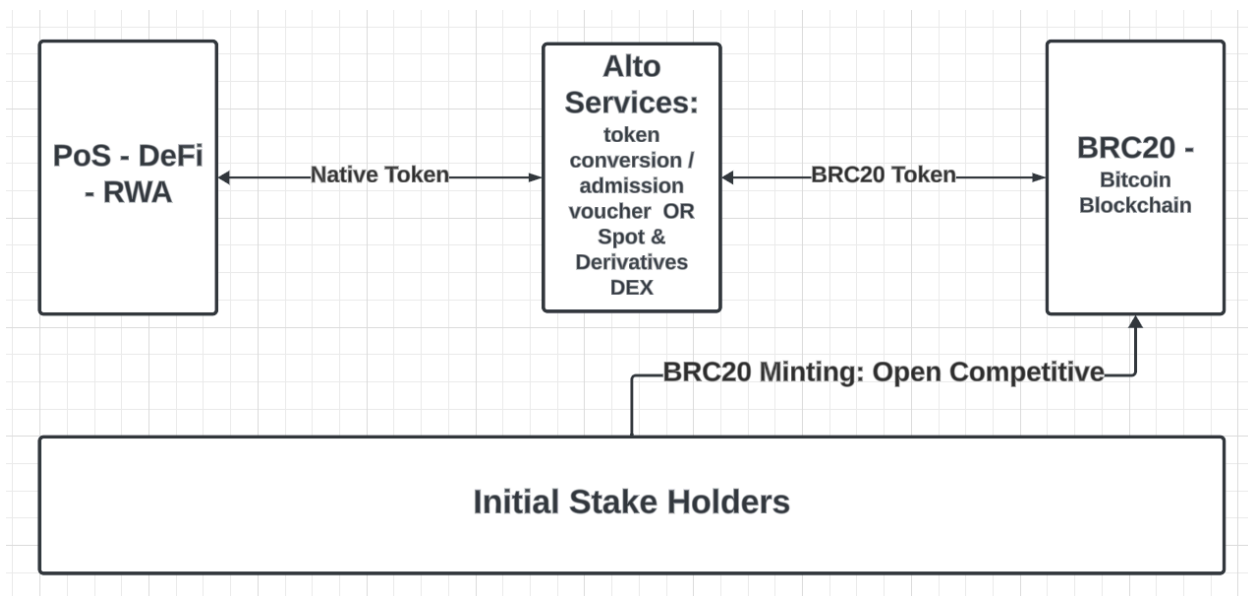 PoS - DeFi
- RWA
Native Token
Alto
Services:
token
conversion /
admission
voucher OR
Spot &
Derivatives
DEX
BRC20 Token
BRC20 -
Bitcoin
Blockchain
BRC20 Minting: Open Competitive
Initial Stake Holders